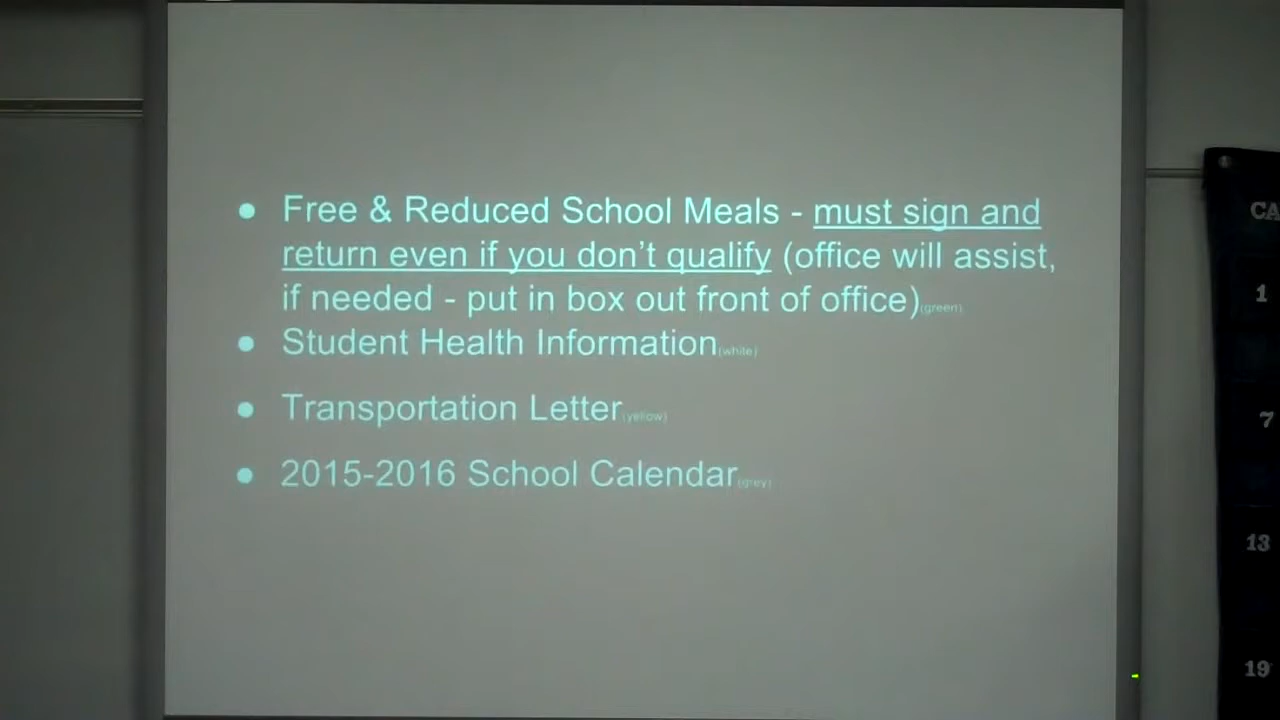 ● Free & Reduced School Meals - must sign and
return even if you don't qualify (office will assist,
if needed - put in box out front of office)(green)
● Student Health Information(white)
● Transportation Letter(yellow)
● 2015-2016 School Calendar(grey)
CA
1
7
13
19